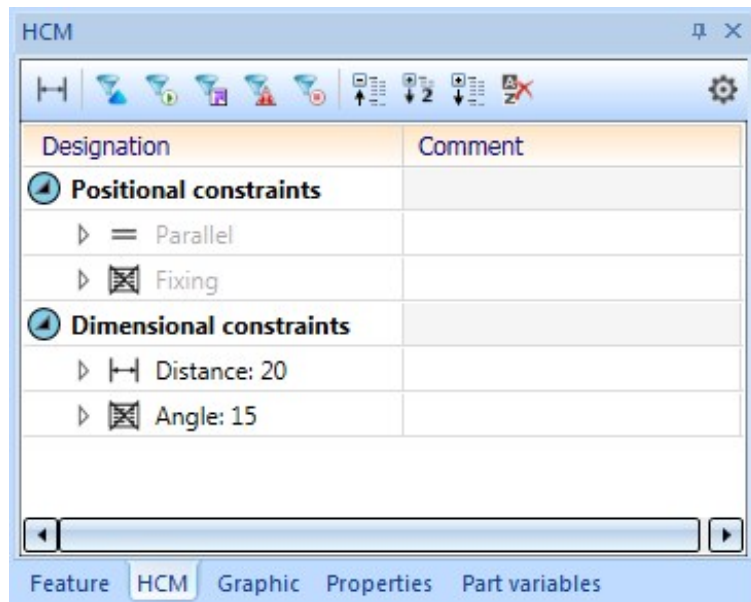 HCM
Designation Comment
Positional constraints
Parallel
Fixing
Dimensional constraints
Distance: 20
Angle: 15
Feature HCM Graphic Properties Part variables